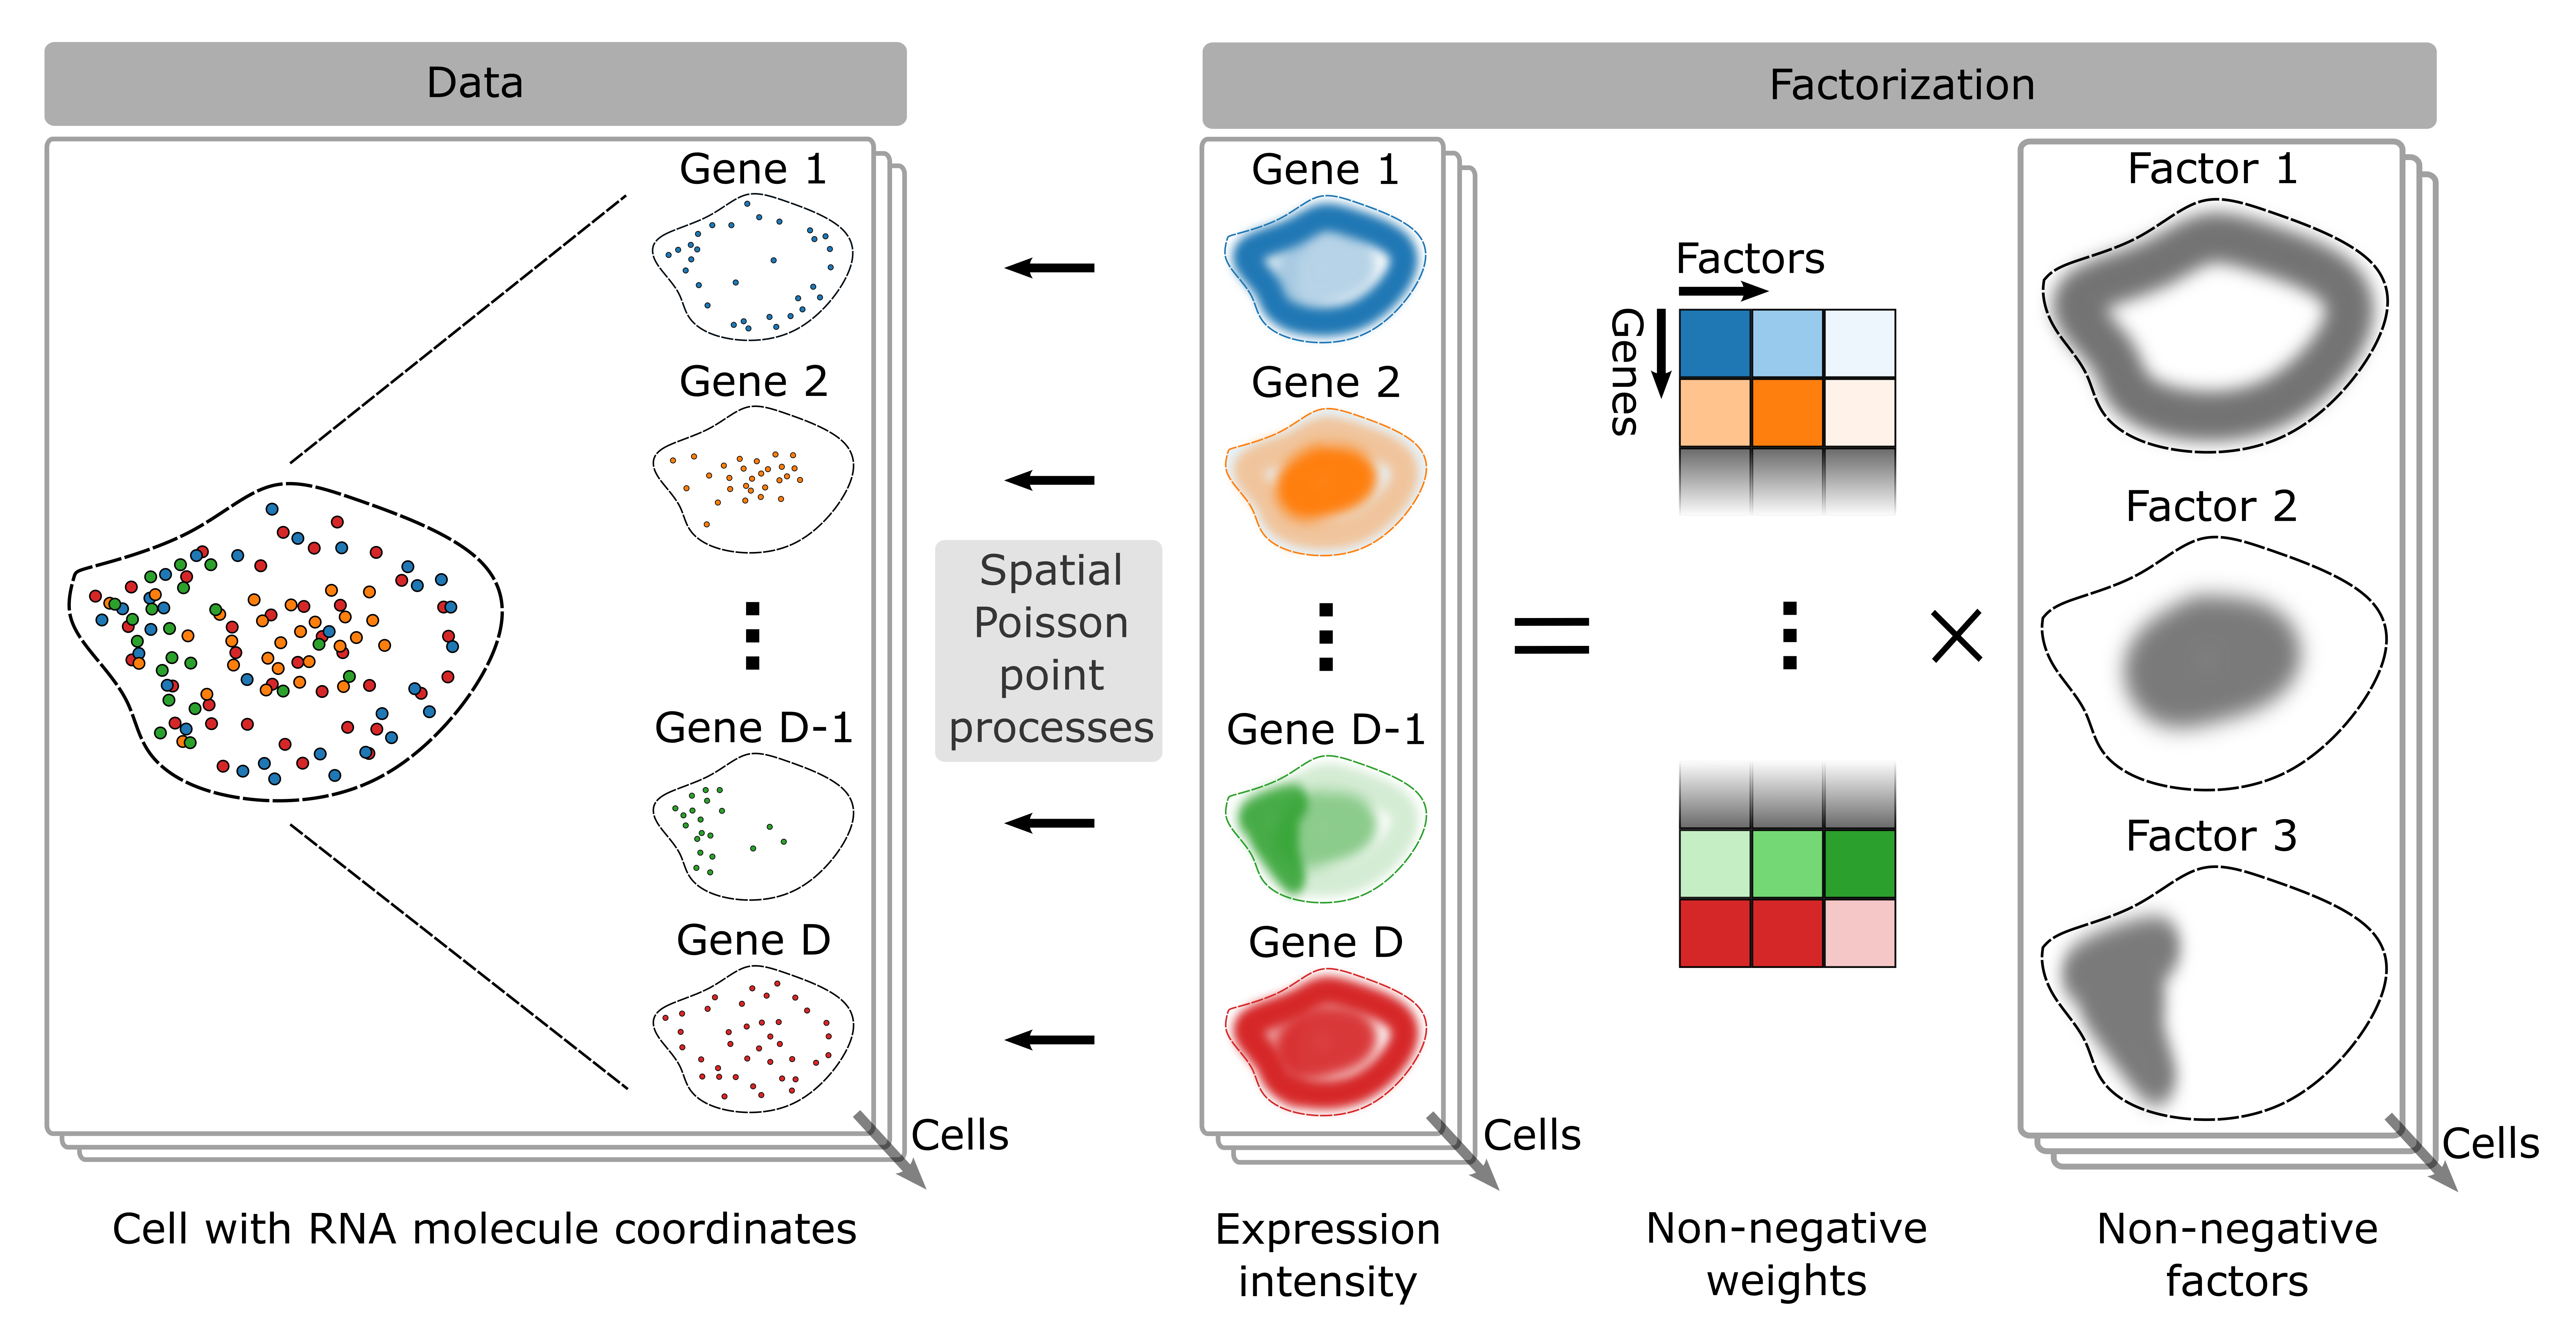 Data
Gene 1
Gene 2
Gene D-1
Gene D
Cells
Cell with RNA molecule coordinates
Spatial
Poisson
point
processes
Factorization
Gene 1
Gene 2
Gene D-1
Gene D
Cells
Expression
intensity
Factors
Genes
Non-negative
weights
Factor 1
Factor 2
Factor 3
Cells
Non-negative
factors